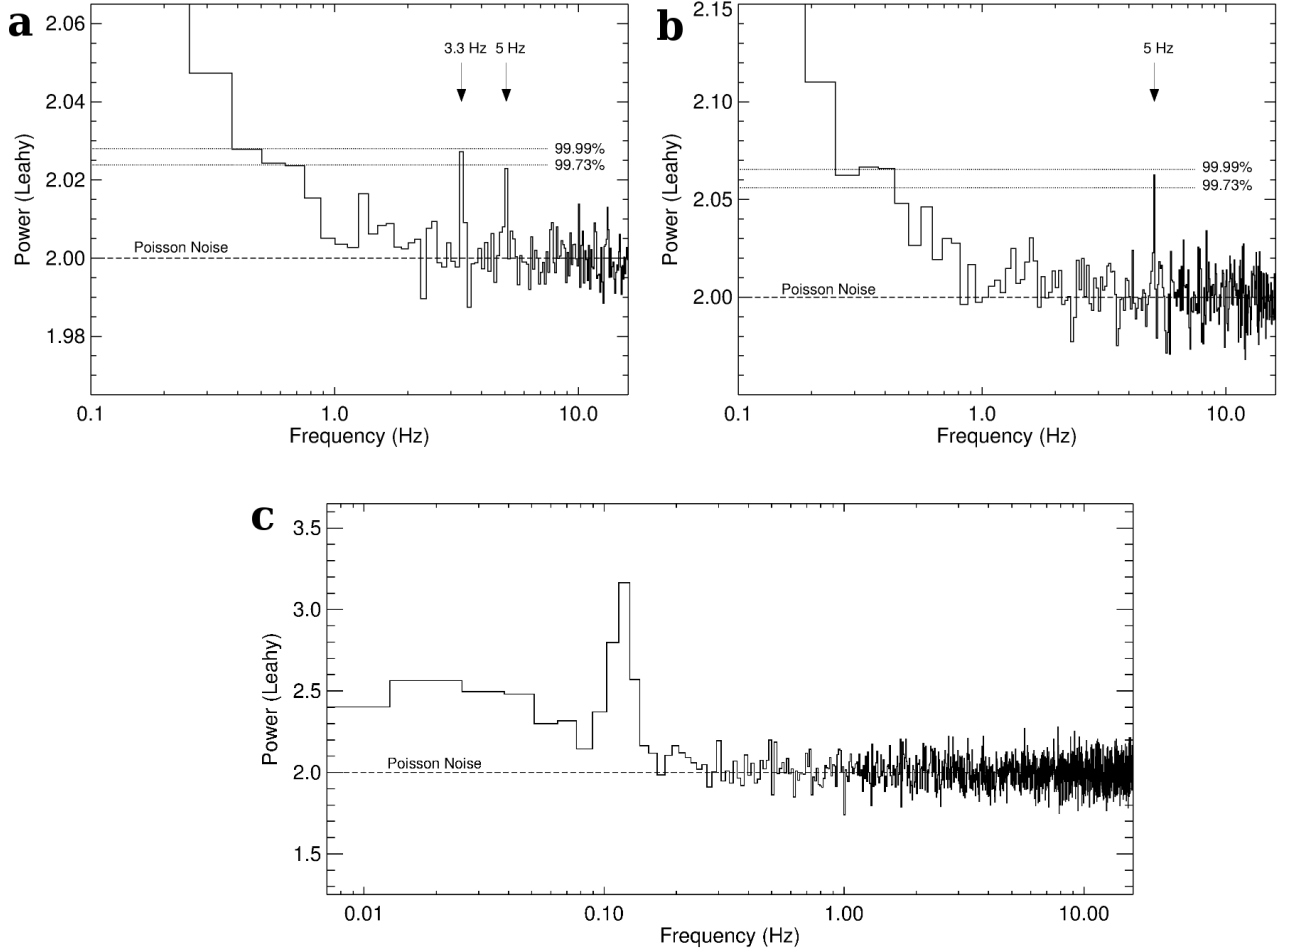 a
2.06
2.04
2.02
2.00
1.98
Power (Leahy)
3.3 Hz
5 Hz
99.99%
99.73%
Poisson Noise
0.1
1.0
10.0
Frequency (Hz)
b
2.15
2.10
2.05
2.00
Power (Leahy)
5 Hz
99.99%
99.73%
Poisson Noise
0.1
1.0
10.0
Frequency (Hz)
c
3.5
3.0
2.5
2.0
1.5
Power (Leahy)
Poisson Noise
0.01
0.10
1.00
10.00
Frequency (Hz)